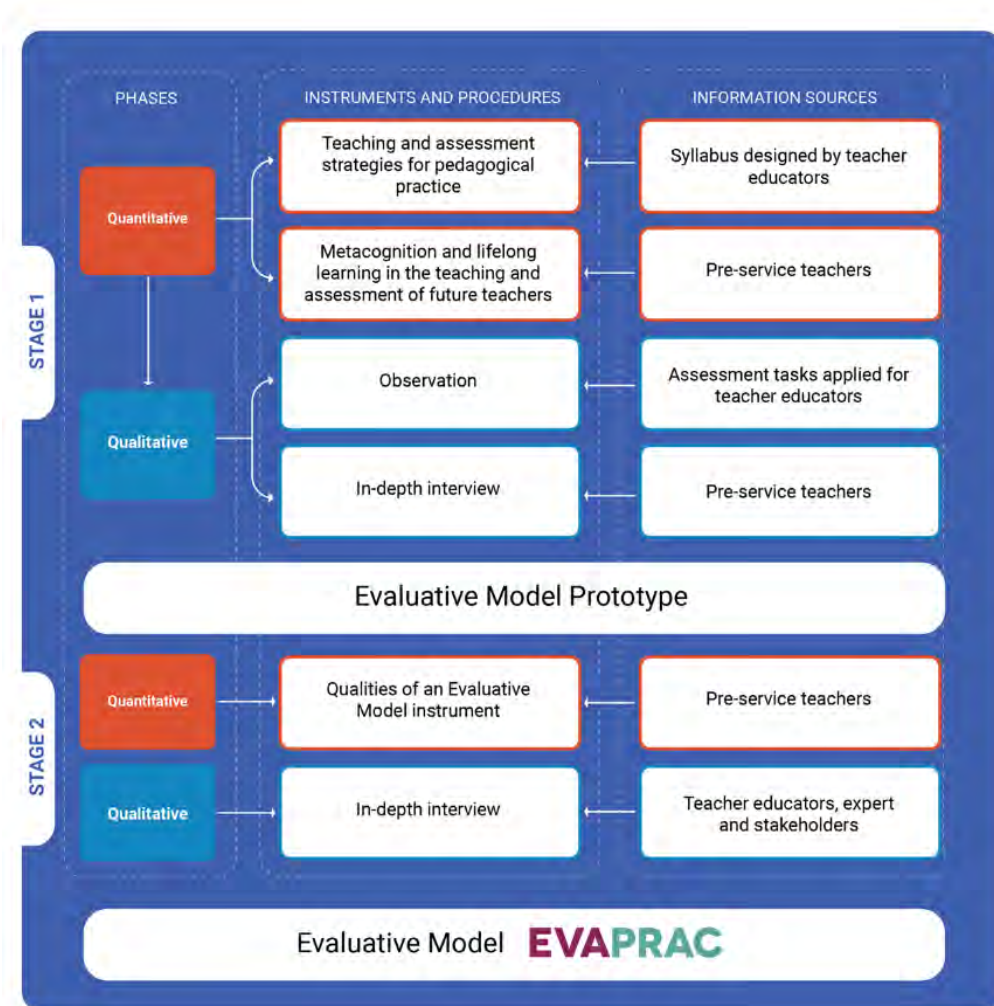 PHASES
INSTRUMENTS AND PROCEDURES
INFORMATION SOURCES
STAGE 1
Quantitative
Teaching and assessment
strategies for pedagogical
practice
Syllabus designed by teacher
educators
Metacognition and lifelong
learning in the teaching and
assessment of future teachers
Pre-service teachers
Qualitative
Observation
Assessment tasks applied for
teacher educators
In-depth interview
Pre-service teachers
Evaluative Model Prototype
STAGE 2
Quantitative
Qualities of an Evaluative
Model instrument
Pre-service teachers
Qualitative
In-depth interview
Teacher educators, expert
and stakeholders
Evaluative Model EVAPRAC